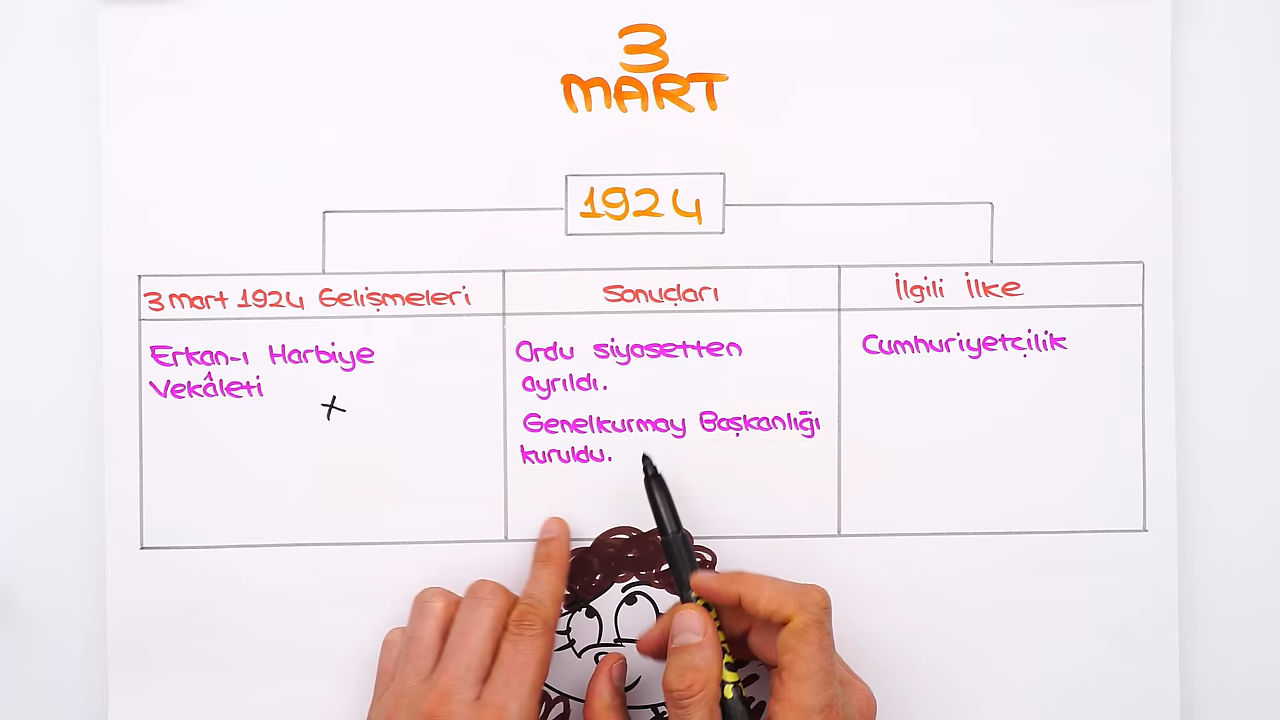 3
MART
1924
3 mart 1924 Gelişmeleri
Sonuçları
İlgili İlke
Erkan-ı Harbiye
Vekâleti
Ordu siyasetten
ayrıldı.
Genelkurmay Başkanlığı
kuruldu.
Cumhuriyetçilik